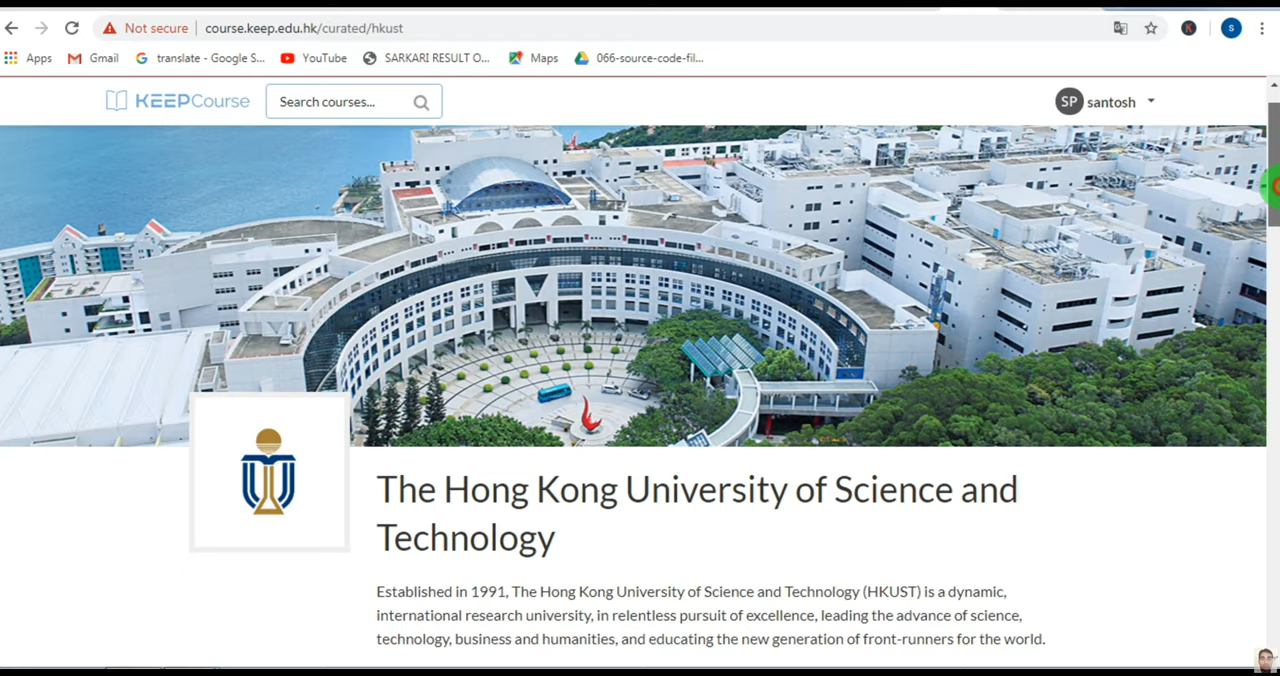 Not secure course.keep.edu.hk/curated/hkust S
Apps Gmail translate - Google S... YouTube SARKARI RESULT O... Maps 066-source-code-fil...
KEEPCourse Search courses... SP santosh
The Hong Kong University of Science and
Technology
Established in 1991, The Hong Kong University of Science and Technology (HKUST) is a dynamic,
international research university, in relentless pursuit of excellence, leading the advance of science,
technology, business and humanities, and educating the new generation of front-runners for the world.